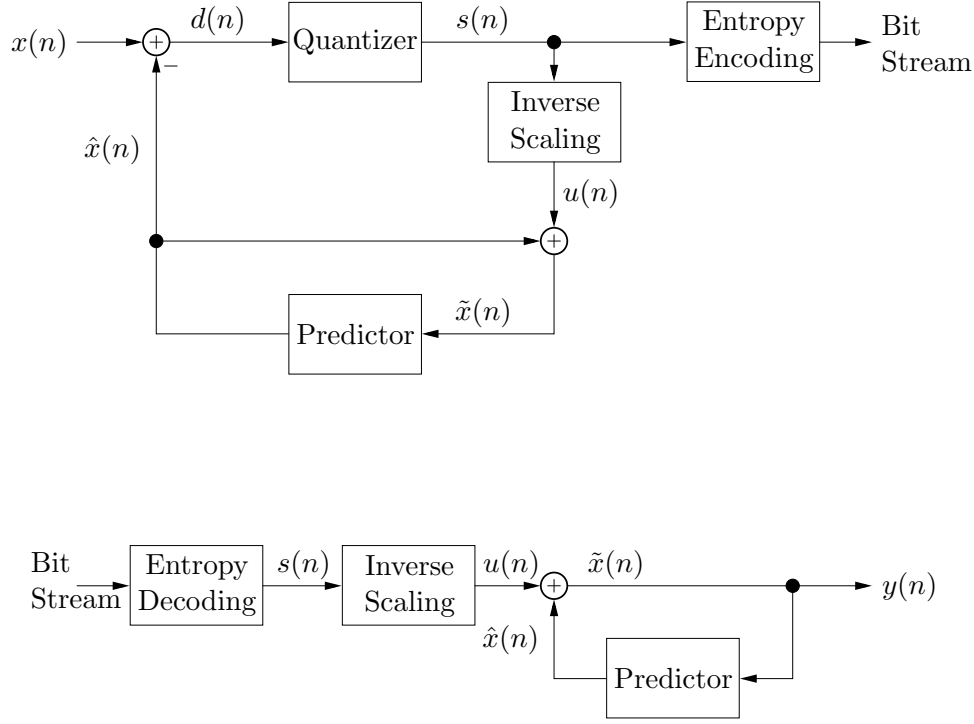 x(n)
+
−
d(n)
Quantizer
s(n)
Entropy
Encoding
Bit
Stream
Inverse
Scaling
x̂(n)
u(n)
+
x̃(n)
Predictor
Bit
Stream
Entropy
Decoding
s(n)
Inverse
Scaling
u(n)
+
x̃(n)
y(n)
x̂(n)
Predictor